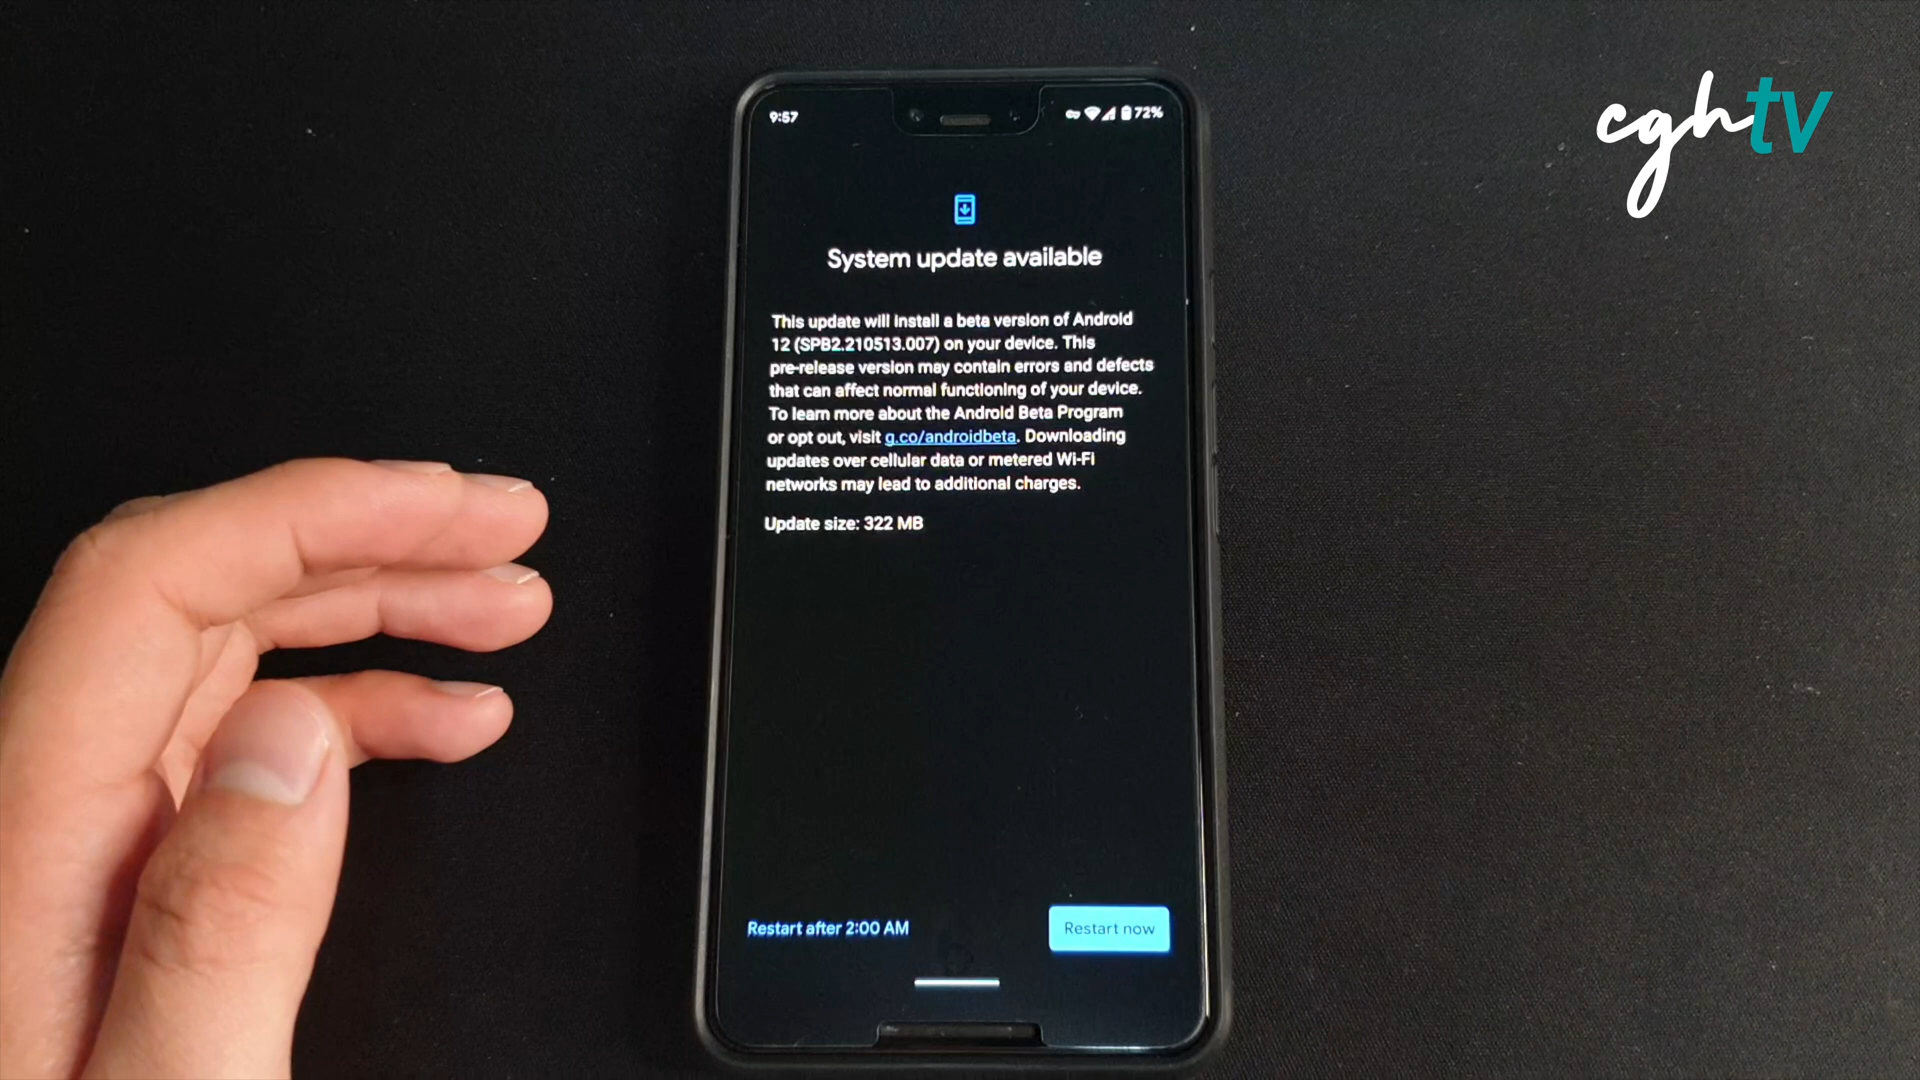 cghtv
9:57
72%
System update available
This update will install a beta version of Android
12 (SPB2.210513.007) on your device. This
pre-release version may contain errors and defects
that can affect normal functioning of your device.
To learn more about the Android Beta Program
or opt out, visit g.co/androidbeta. Downloading
updates over cellular data or metered Wi-Fi
networks may lead to additional charges.
Update size: 322 MB
Restart after 2:00 AM
Restart now